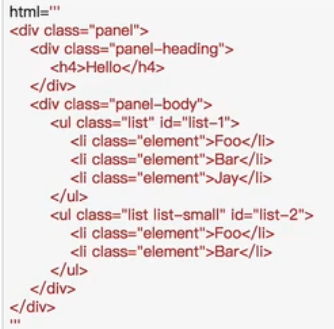 html='''
<div class="panel">
    <div class="panel-heading">
        <h4>Hello</h4>
    </div>
    <div class="panel-body">
        <ul class="list" id="list-1">
            <li class="element">Foo</li>
            <li class="element">Bar</li>
            <li class="element">Jay</li>
        </ul>
        <ul class="list list-small" id="list-2">
            <li class="element">Foo</li>
            <li class="element">Bar</li>
        </ul>
    </div>
</div>
'''